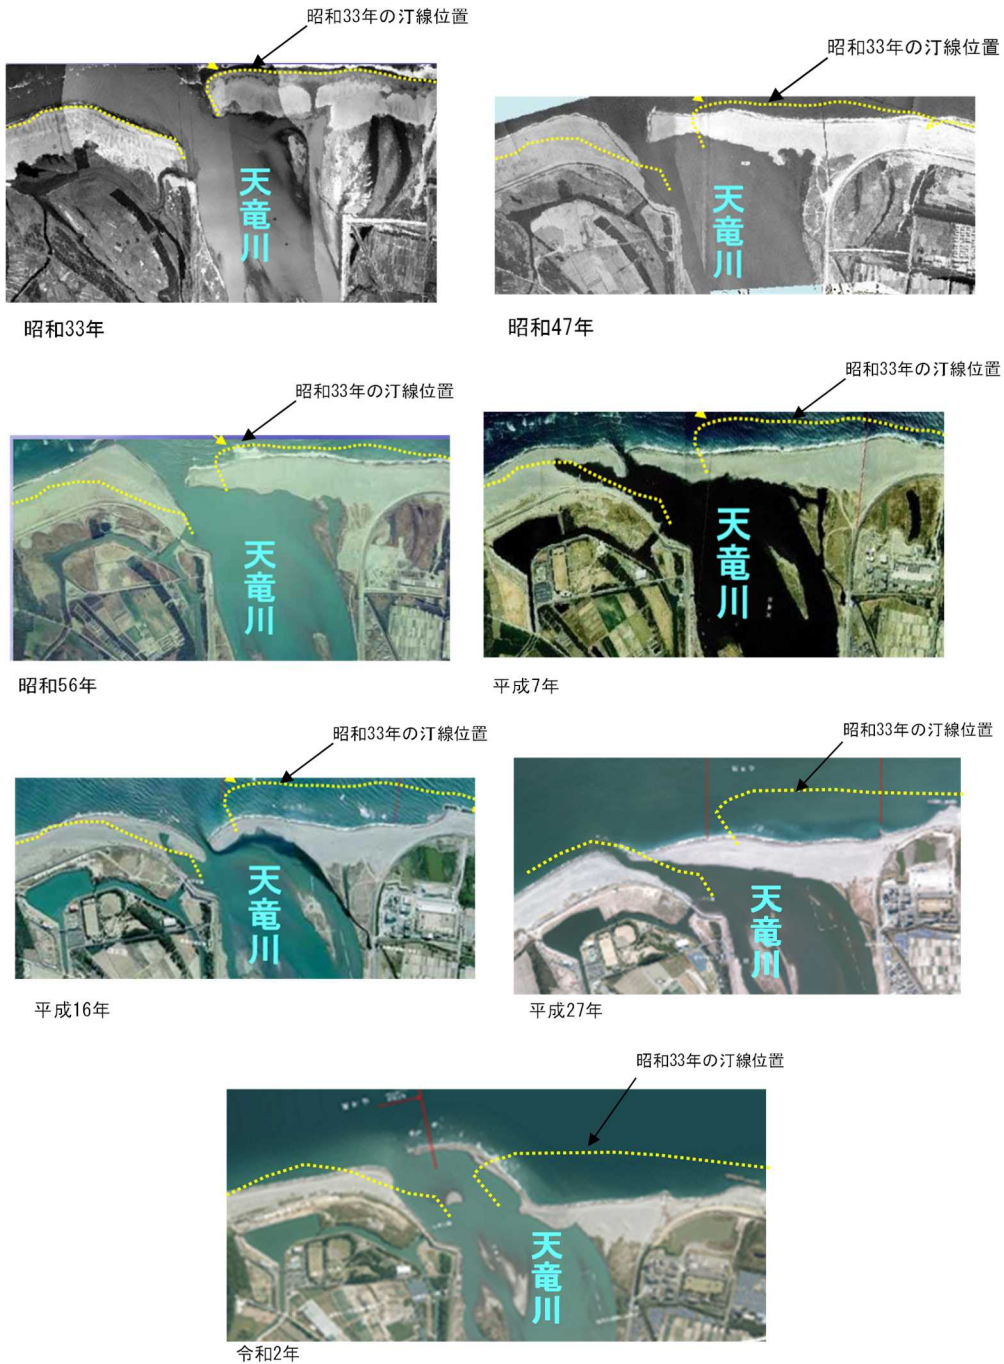 昭和33年の汀線位置
天竜川
昭和33年
昭和33年の汀線位置
天竜川
昭和47年
昭和33年の汀線位置
天竜川
昭和56年
昭和33年の汀線位置
天竜川
平成7年
昭和33年の汀線位置
天竜川
平成16年
昭和33年の汀線位置
天竜川
平成27年
昭和33年の汀線位置
天竜川
令和2年